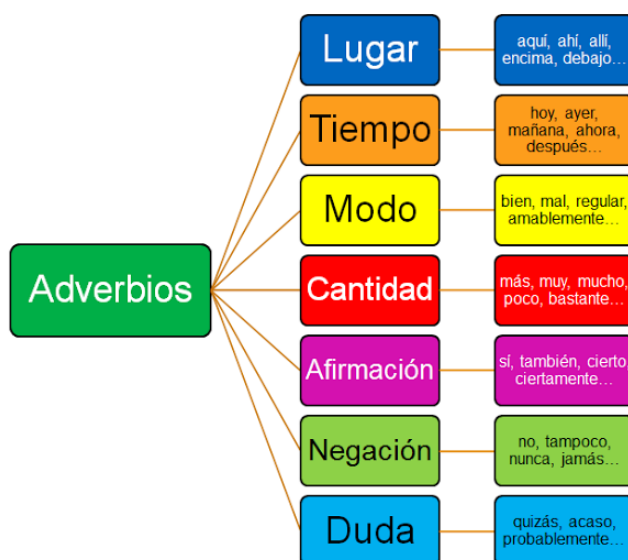 Adverbios
Lugar
aquí, ahí, allí,
encima, debajo...
Tiempo
hoy, ayer,
mañana, ahora,
después...
Modo
bien, mal, regular,
amablemente...
Cantidad
más, muy, mucho,
poco, bastante...
Afirmación
sí, también, cierto,
ciertamente...
Negación
no, tampoco,
nunca, jamás...
Duda
quizás, acaso,
probablemente...